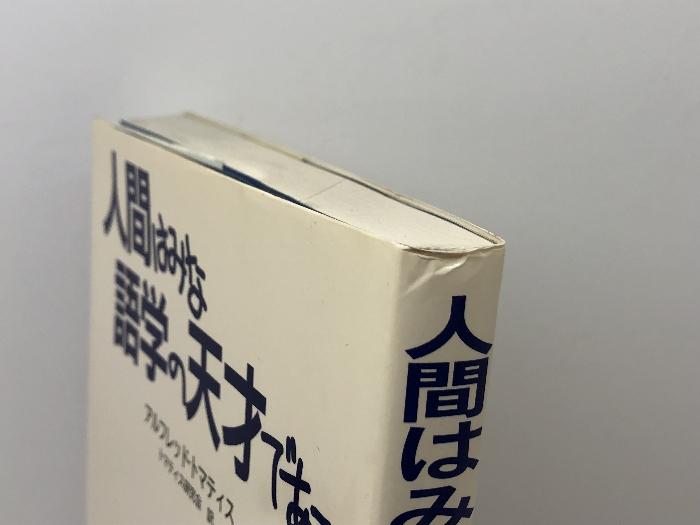 人間はみな
語学の天才であ
アルフレッド・トマティス
トマティス研究会 訳
人間はみ